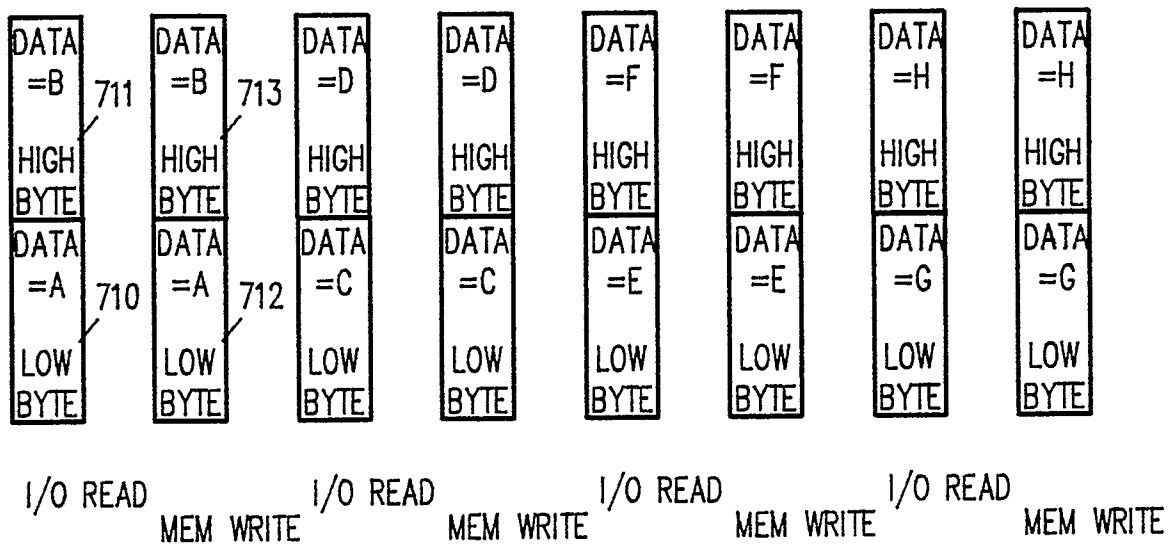 DATA DATA DATA DATA DATA DATA DATA DATA
=B 711 =B 713 =D =D =F =F =H =H
HIGH HIGH HIGH HIGH HIGH HIGH HIGH HIGH
BYTE BYTE BYTE BYTE BYTE BYTE BYTE BYTE
DATA DATA DATA DATA DATA DATA DATA DATA
=A 710 =A 712 =C =C =E =E =G =G
LOW LOW LOW LOW LOW LOW LOW LOW
BYTE BYTE BYTE BYTE BYTE BYTE BYTE BYTE
I/O READ I/O READ I/O READ I/O READ
MEM WRITE MEM WRITE MEM WRITE MEM WRITE